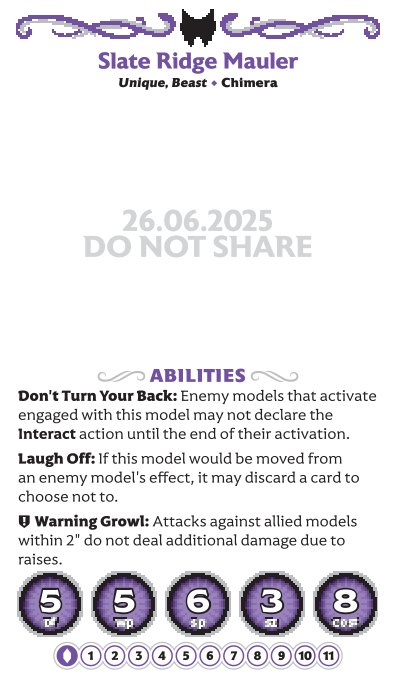 Slate Ridge Mauler
Unique, Beast • Chimera
26.06.2025
DO NOT SHARE
ABILITIES
Don't Turn Your Back: Enemy models that activate
engaged with this model may not declare the
Interact action until the end of their activation.
Laugh Off: If this model would be moved from
an enemy model's effect, it may discard a card to
choose not to.
Warning Growl: Attacks against allied models
within 2" do not deal additional damage due to
raises.
5 5 6 3 8
df wp sp sz cost
1 2 3 4 5 6 7 8 9 10 11